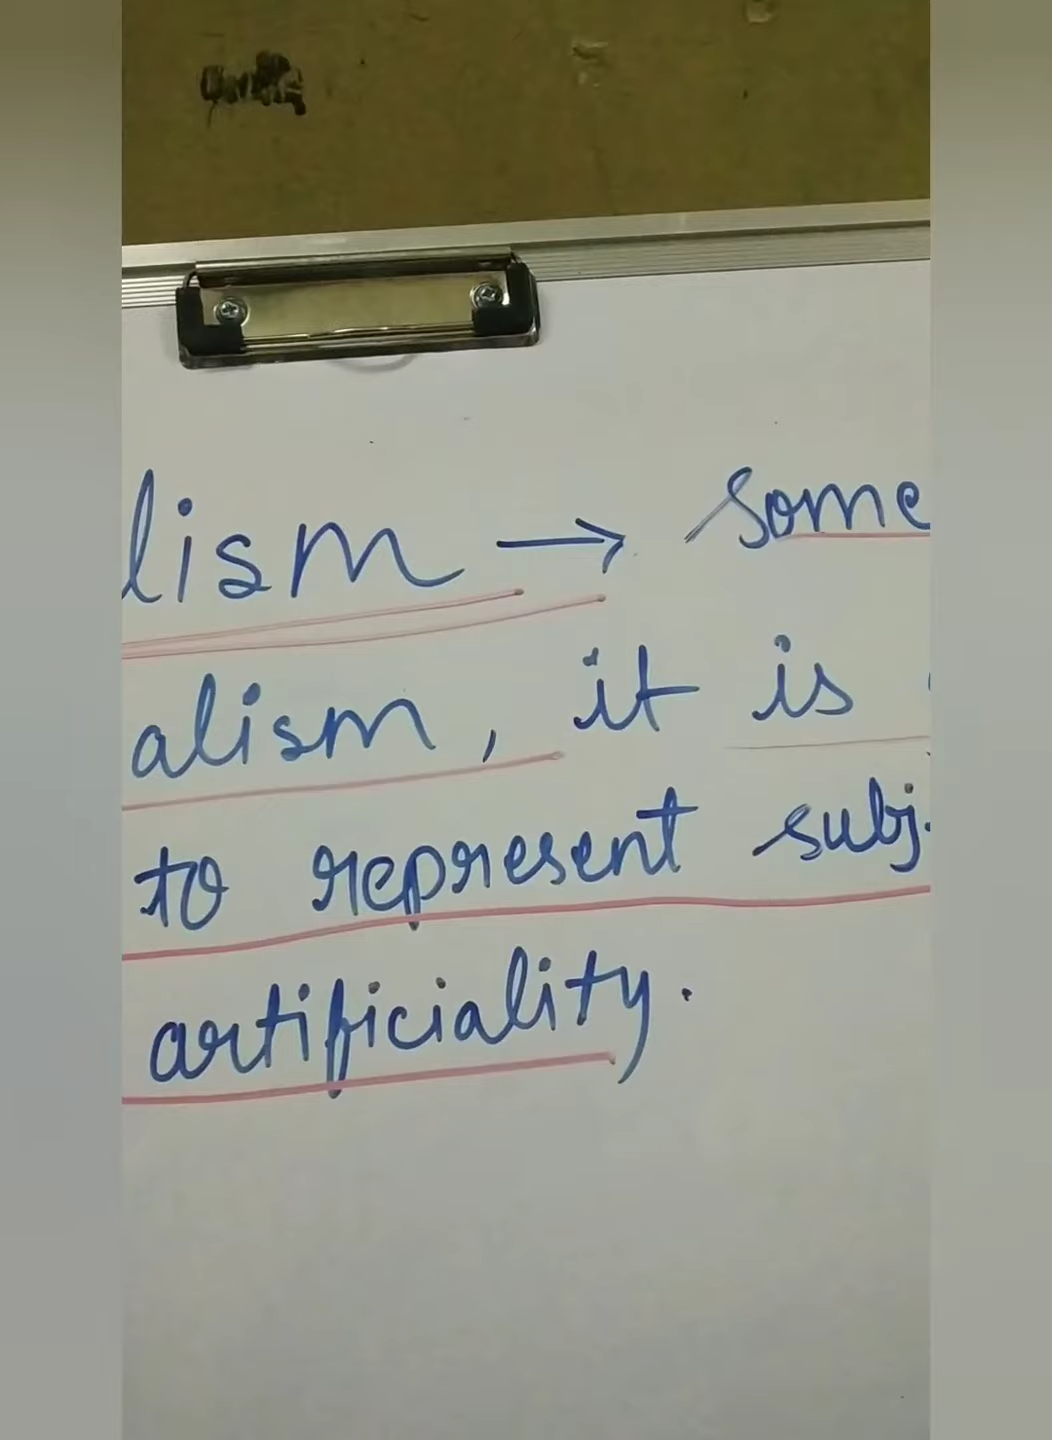 lism → some
alism, it is
to represent subj.
artificiality.